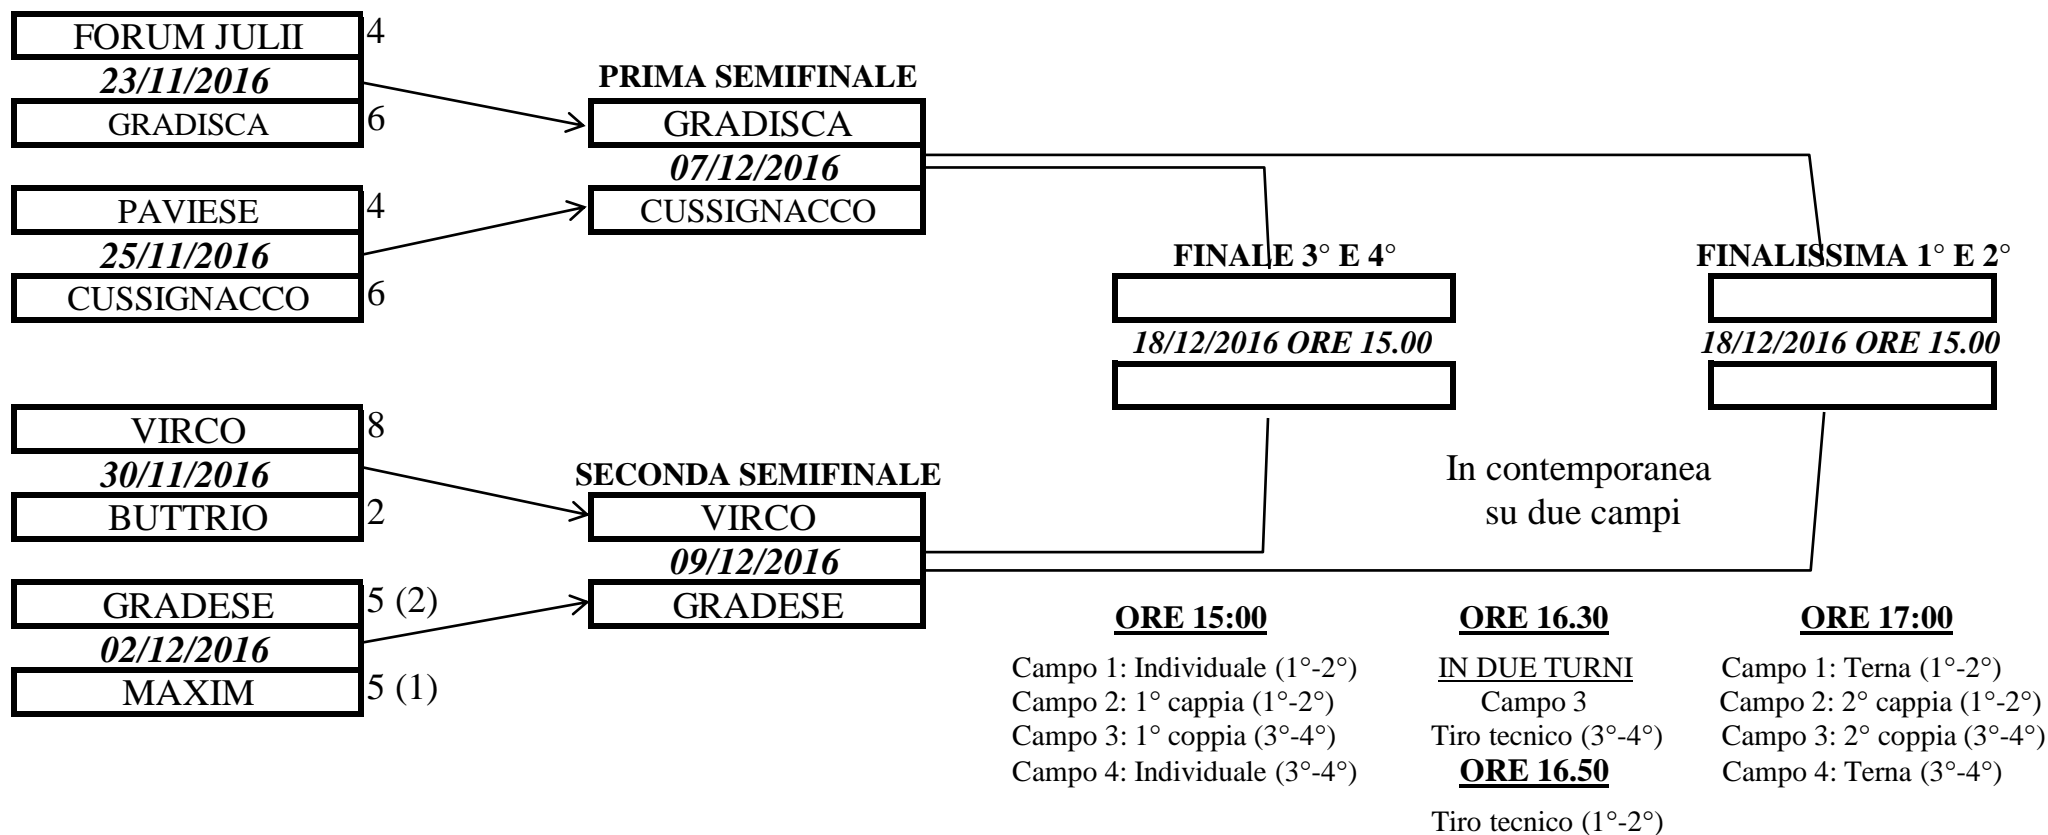 FORUM JULII 4
23/11/2016
GRADISCA 6
PAVIESE 4
25/11/2016
CUSSIGNACCO 6
VIRCO 8
30/11/2016
BUTTRIO 2
GRADESE 5 (2)
02/12/2016
MAXIM 5 (1)
PRIMA SEMIFINALE
GRADISCA
07/12/2016
CUSSIGNACCO
SECONDA SEMIFINALE
VIRCO
09/12/2016
GRADESE
FINALE 3° E 4°
18/12/2016 ORE 15.00
FINALISSIMA 1° E 2°
18/12/2016 ORE 15.00
In contemporanea
su due campi
ORE 15:00
Campo 1: Individuale (1°-2°)
Campo 2: 1° cappia (1°-2°)
Campo 3: 1° coppia (3°-4°)
Campo 4: Individuale (3°-4°)
ORE 16.30
IN DUE TURNI
Campo 3
Tiro tecnico (3°-4°)
ORE 16.50
Tiro tecnico (1°-2°)
ORE 17:00
Campo 1: Terna (1°-2°)
Campo 2: 2° cappia (1°-2°)
Campo 3: 2° coppia (3°-4°)
Campo 4: Terna (3°-4°)